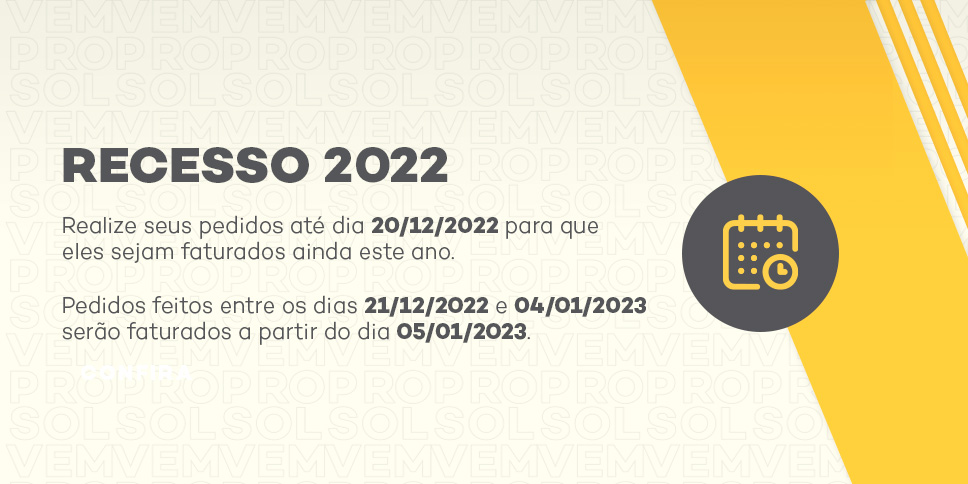 RECESSO 2022
Realize seus pedidos até dia 20/12/2022 para que
eles sejam faturados ainda este ano.
Pedidos feitos entre os dias 21/12/2022 e 04/01/2023
serão faturados a partir do dia 05/01/2023.